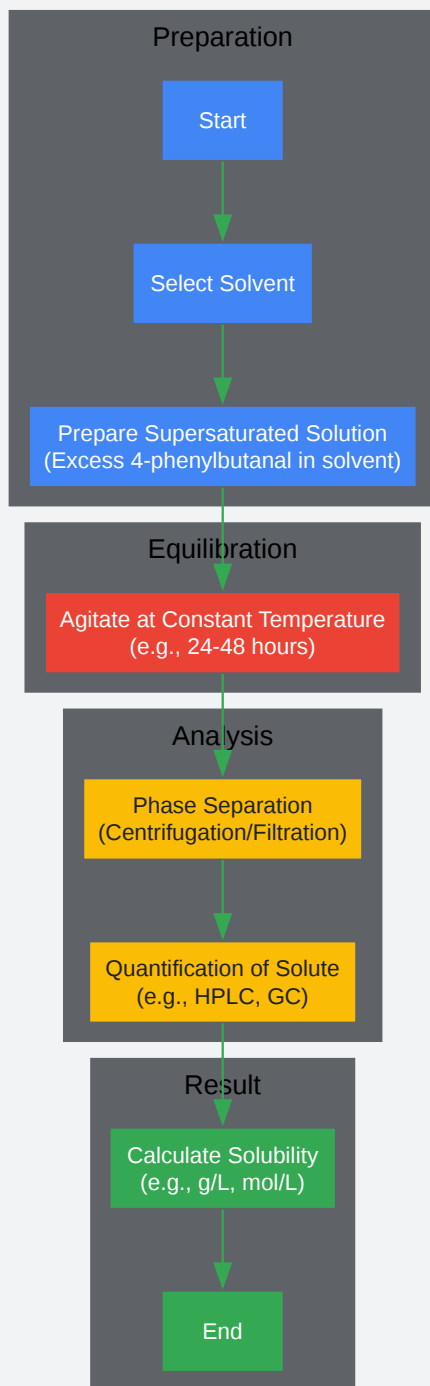 Preparation
Start
Select Solvent
Prepare Supersaturated Solution
(Excess 4-phenylbutanal in solvent)
Equilibration
Agitate at Constant Temperature
(e.g., 24-48 hours)
Analysis
Phase Separation
(Centrifugation/Filtration)
Quantification of Solute
(e.g., HPLC, GC)
Result
Calculate Solubility
(e.g., g/L, mol/L)
End